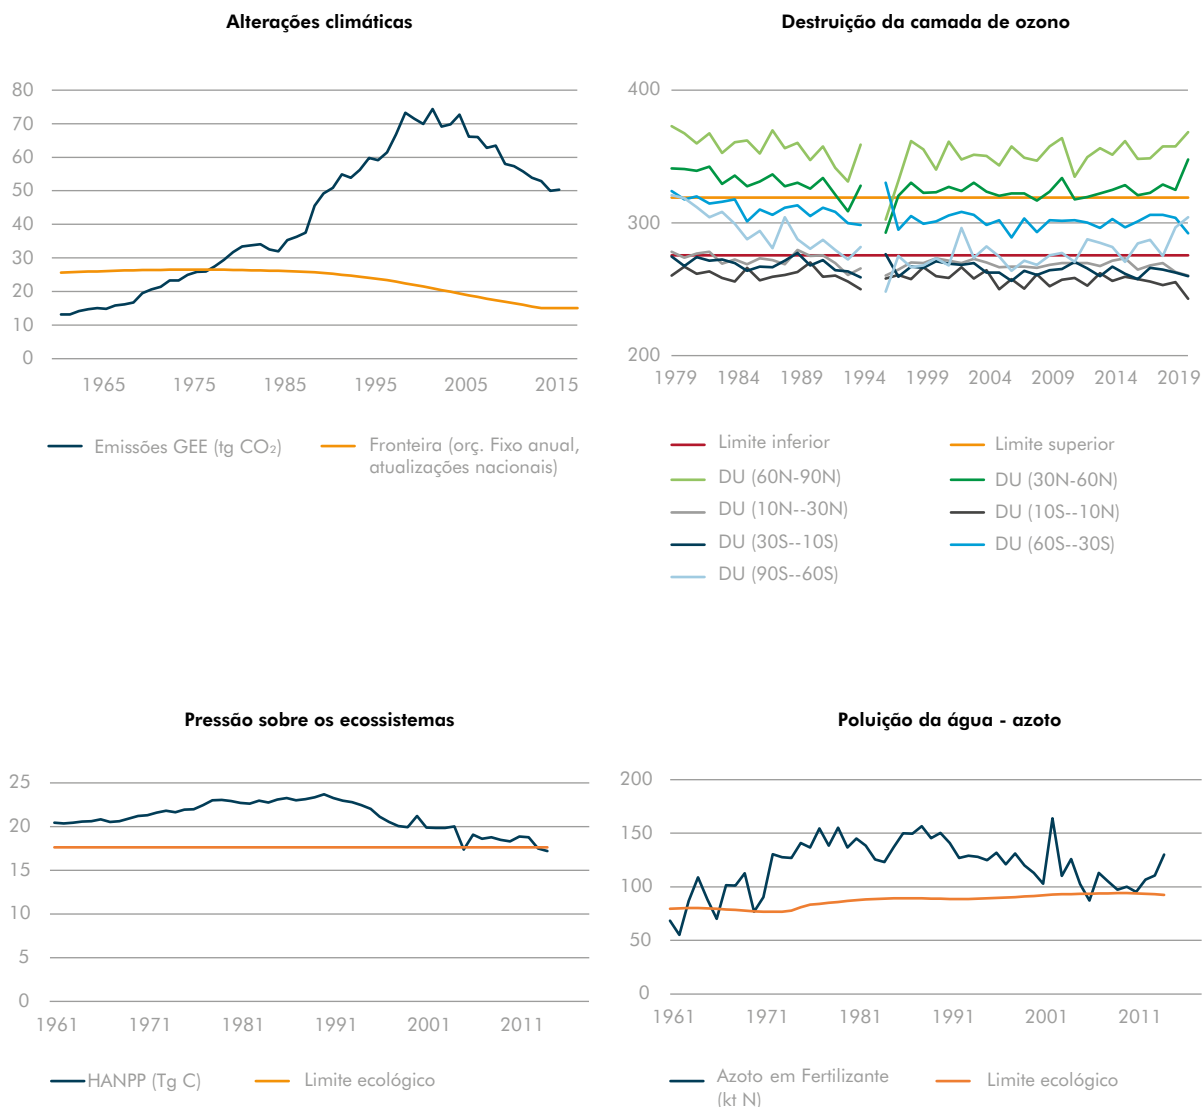 Alterações climáticas
80
70
60
50
40
30
20
10
0
1965 1975 1985 1995 2005 2015
Emissões GEE (tg CO₂)
Fronteira (orç. Fixo anual,
atualizações nacionais)
Destruição da camada de ozono
400
300
200
1979 1984 1989 1994 1999 2004 2009 2014 2019
Limite inferior
Limite superior
DU (60N-90N)
DU (30N-60N)
DU (10N--30N)
DU (10S--10N)
DU (30S--10S)
DU (60S--30S)
DU (90S--60S)
Pressão sobre os ecossistemas
25
20
15
10
5
0
1961 1971 1981 1991 2001 2011
HANPP (Tg C)
Limite ecológico
Poluição da água - azoto
200
150
100
50
0
1961 1971 1981 1991 2001 2011
Azoto em Fertilizante
(kt N)
Limite ecológico